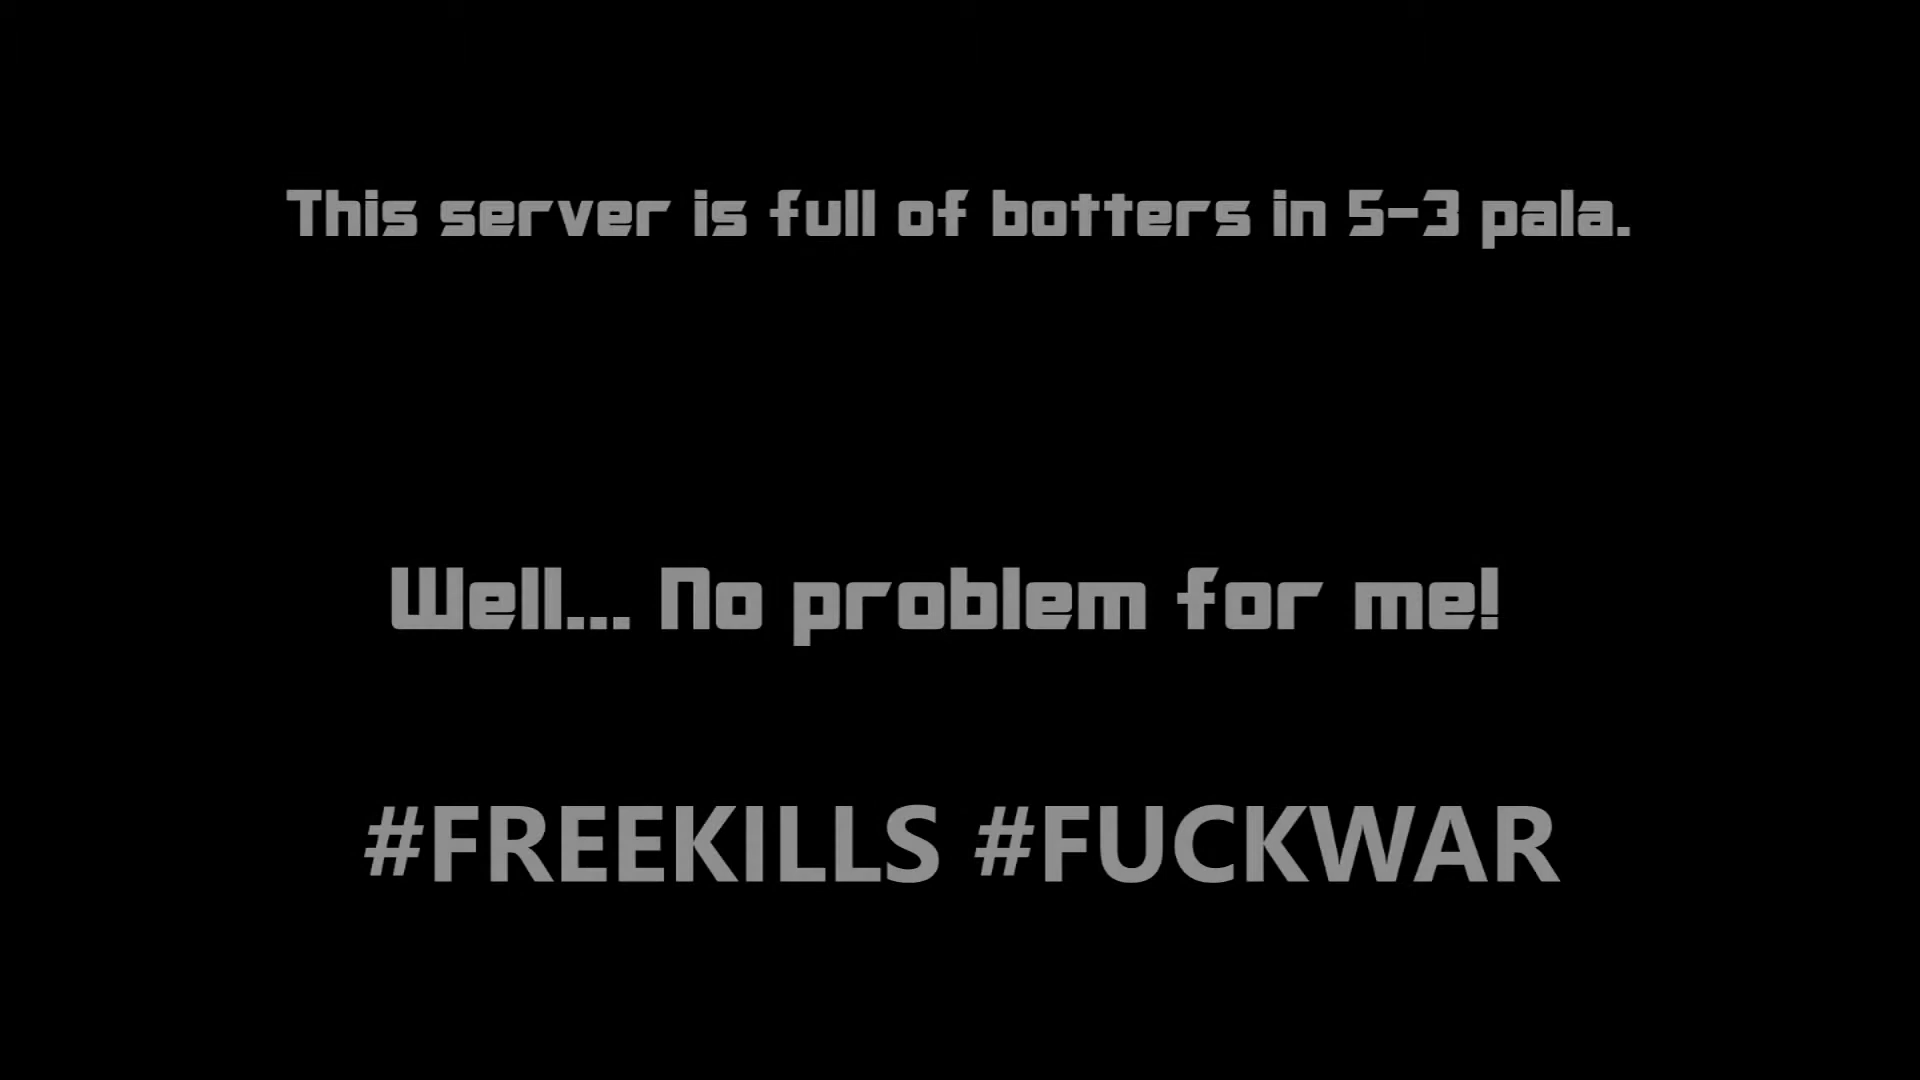 This server is full of botters in 5-3 pala.
Well... No problem for me!
#FREEKILLS #FUCKWAR